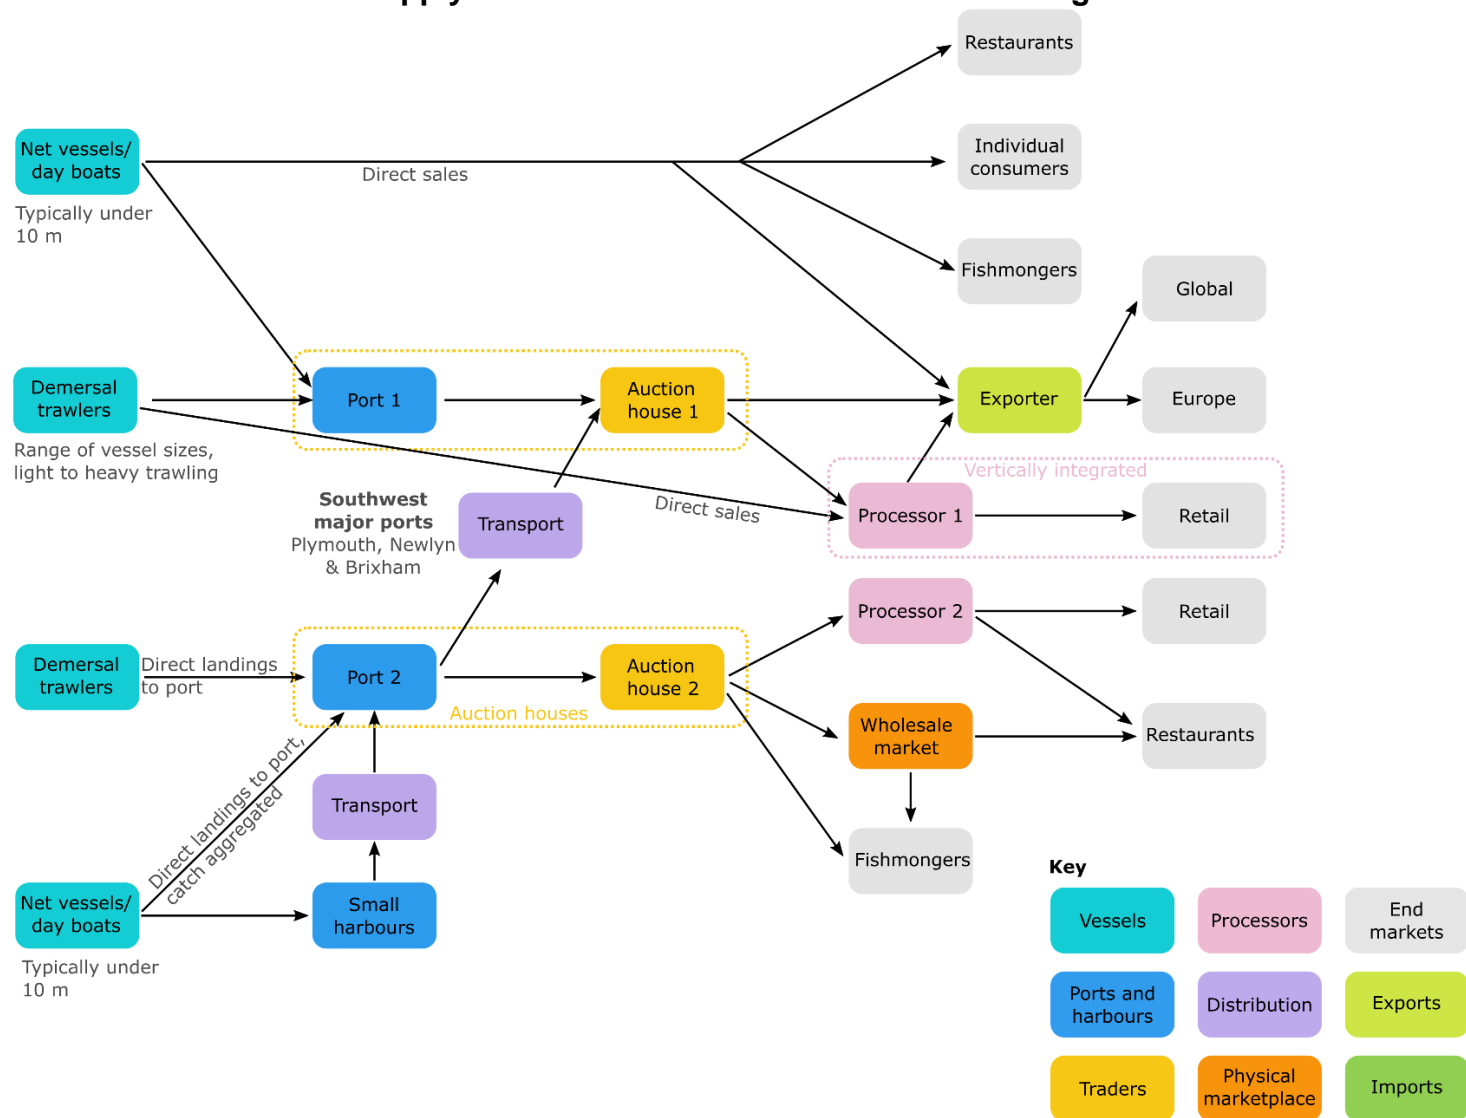 Restaurants
Net vessels/
day boats
Individual
consumers
Direct sales
Typically under
10 m
Fishmongers
Global
Demersal
trawlers
Port 1
Auction
house 1
Exporter
Europe
Range of vessel sizes,
light to heavy trawling
Vertically integrated
Southwest
major ports
Plymouth, Newlyn
& Brixham
Transport
Direct sales
Processor 1
Retail
Processor 2
Retail
Demersal
trawlers
Direct landings
to port
Port 2
Auction
house 2
Auction houses
Wholesale
market
Restaurants
Direct landings to port,
catch aggregated
Transport
Fishmongers
Net vessels/
day boats
Small
harbours
Typically under
10 m
Key
Vessels
Processors
End
markets
Ports and
harbours
Distribution
Exports
Traders
Physical
marketplace
Imports